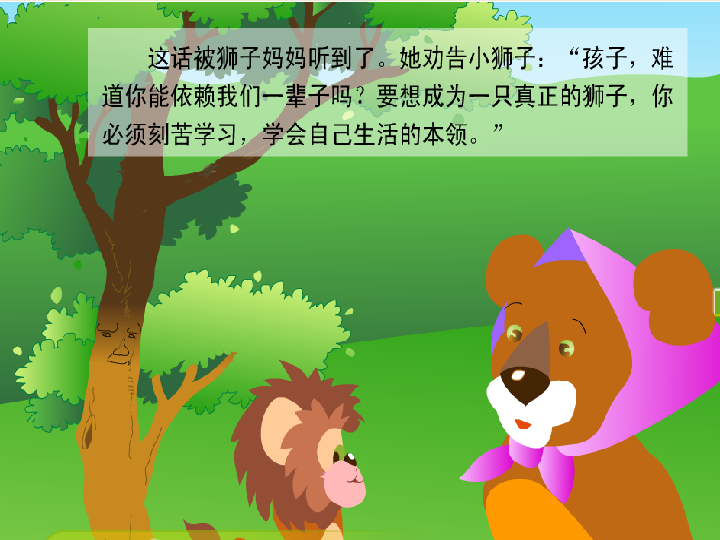 这话被狮子妈妈听到了。她劝告小狮子：“孩子，难
道你能依赖我们一辈子吗？要想成为一只真正的狮子，你
必须刻苦学习，学会自己生活的本领。”